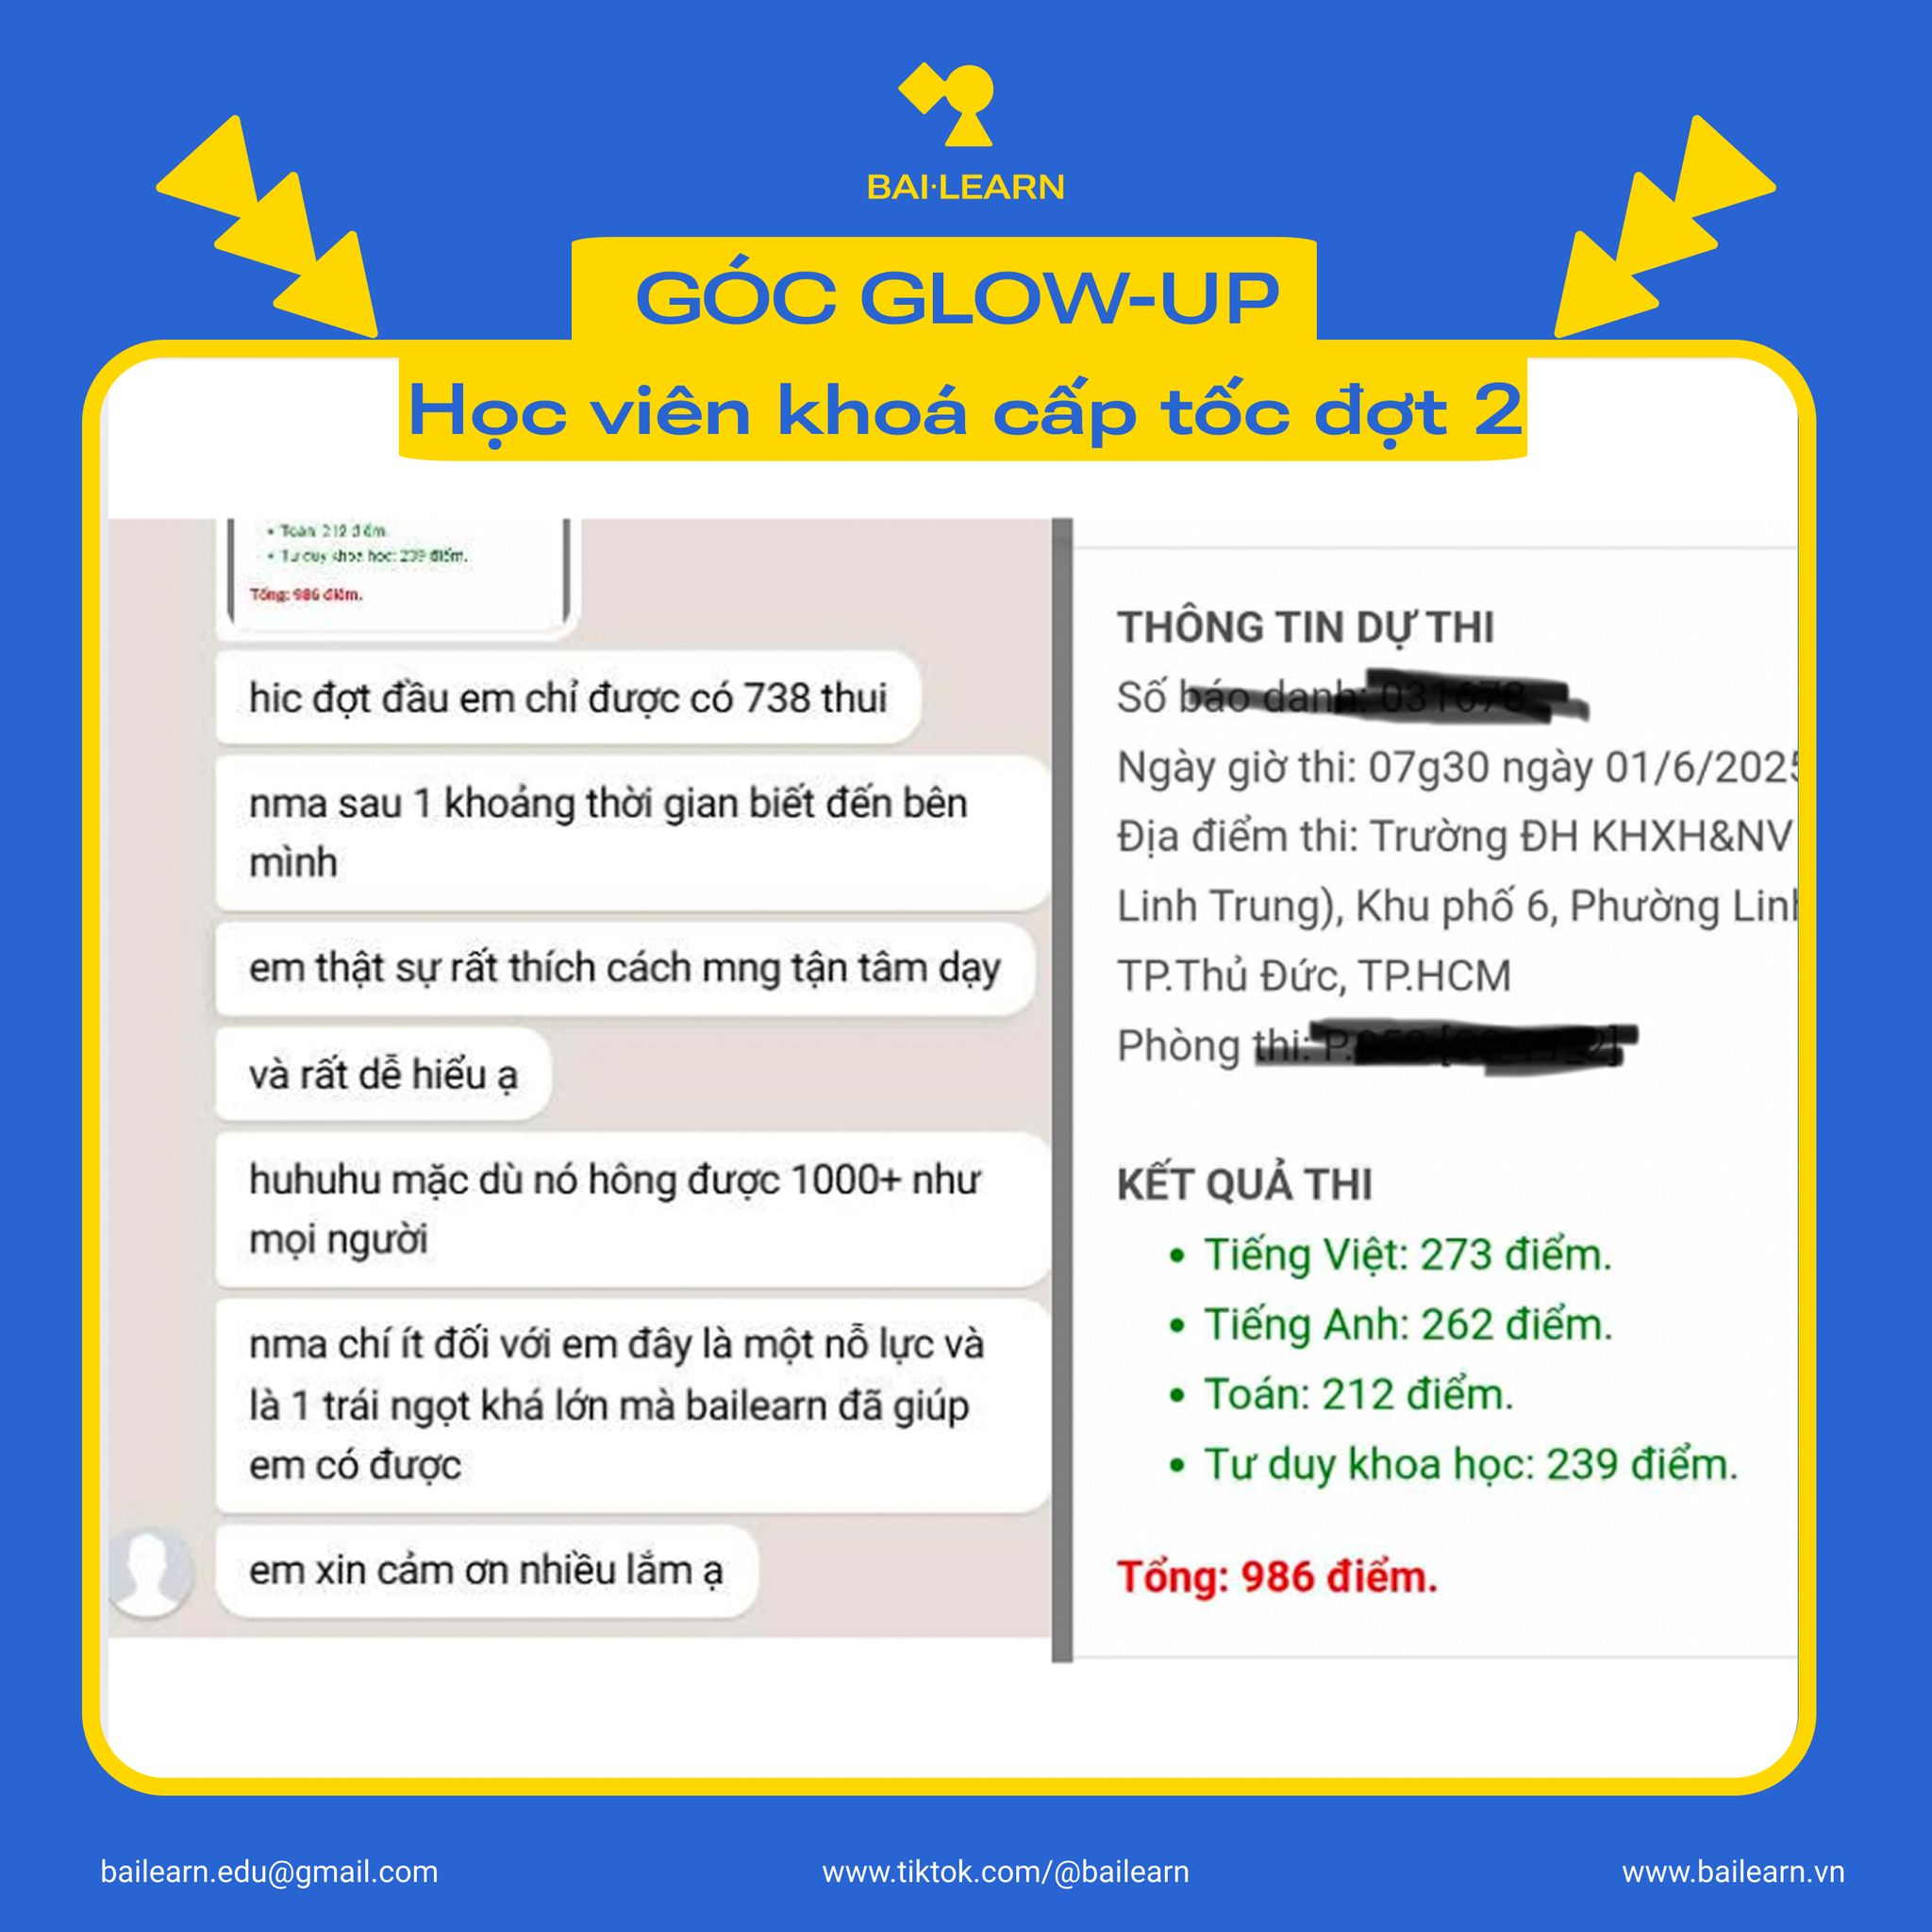 BAI·LEARN
GÓC GLOW-UP
Học viên khoá cấp tốc đợt 2
• Toán: 212 điểm.
• Tư duy khoa học: 239 điểm.
Tổng: 986 điểm.
hic đợt đầu em chỉ được có 738 thui
nma sau 1 khoảng thời gian biết đến bên
mình
em thật sự rất thích cách mng tận tâm dạy
và rất dễ hiểu ạ
huhuhu mặc dù nó hông được 1000+ như
mọi người
nma chí ít đối với em đây là một nỗ lực và
là 1 trái ngọt khá lớn mà bailearn đã giúp
em có được
em xin cảm ơn nhiều lắm ạ
THÔNG TIN DỰ THI
Số báo danh:
Ngày giờ thi: 07g30 ngày 01/6/2025
Địa điểm thi: Trường ĐH KHXH&NV
Linh Trung), Khu phố 6, Phường Linh
TP.Thủ Đức, TP.HCM
Phòng thi:
KẾT QUẢ THI
• Tiếng Việt: 273 điểm.
• Tiếng Anh: 262 điểm.
• Toán: 212 điểm.
• Tư duy khoa học: 239 điểm.
Tổng: 986 điểm.
bailearn.edu@gmail.com
www.tiktok.com/@bailearn
www.bailearn.vn